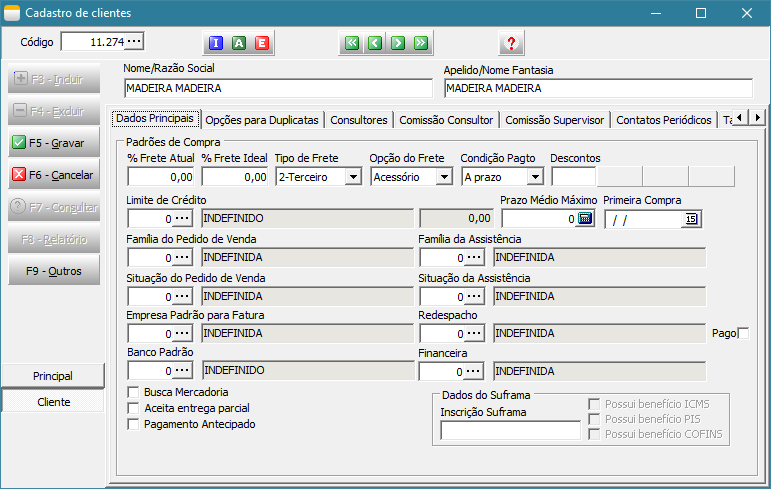 Cadastro de clientes
Código 11.274 ... I A E ?
F3 - Incluir
F4 - Excluir
F5 - Gravar
F6 - Cancelar
F7 - Consultar
F8 - Relatório
F9 - Outros
Principal
Cliente
Nome/Razão Social Apelido/Nome Fantasia
MADEIRA MADEIRA MADEIRA MADEIRA
Dados Principais Opções para Duplicatas Consultores Comissão Consultor Comissão Supervisor Contatos Periódicos
Padrões de Compra
% Frete Atual % Frete Ideal Tipo de Frete Opção do Frete Condição Pagto Descontos
0,00 0,00 2-Terceiro Acessório A prazo
Limite de Crédito Prazo Médio Máximo Primeira Compra
0 ... INDEFINIDO 0,00 0 / / 15
Família do Pedido de Venda Família da Assistência
0 ... INDEFINIDA 0 ... INDEFINIDA
Situação do Pedido de Venda Situação da Assistência
0 ... INDEFINIDA 0 ... INDEFINIDA
Empresa Padrão para Fatura Redespacho
0 ... INDEFINIDA 0 ... INDEFINIDA Pago
Banco Padrão Financeira
0 ... INDEFINIDO 0 ... INDEFINIDA
Busca Mercadoria
Aceita entrega parcial
Pagamento Antecipado
Dados do Suframa
Inscrição Suframa
Possui benefício ICMS
Possui benefício PIS
Possui benefício COFINS